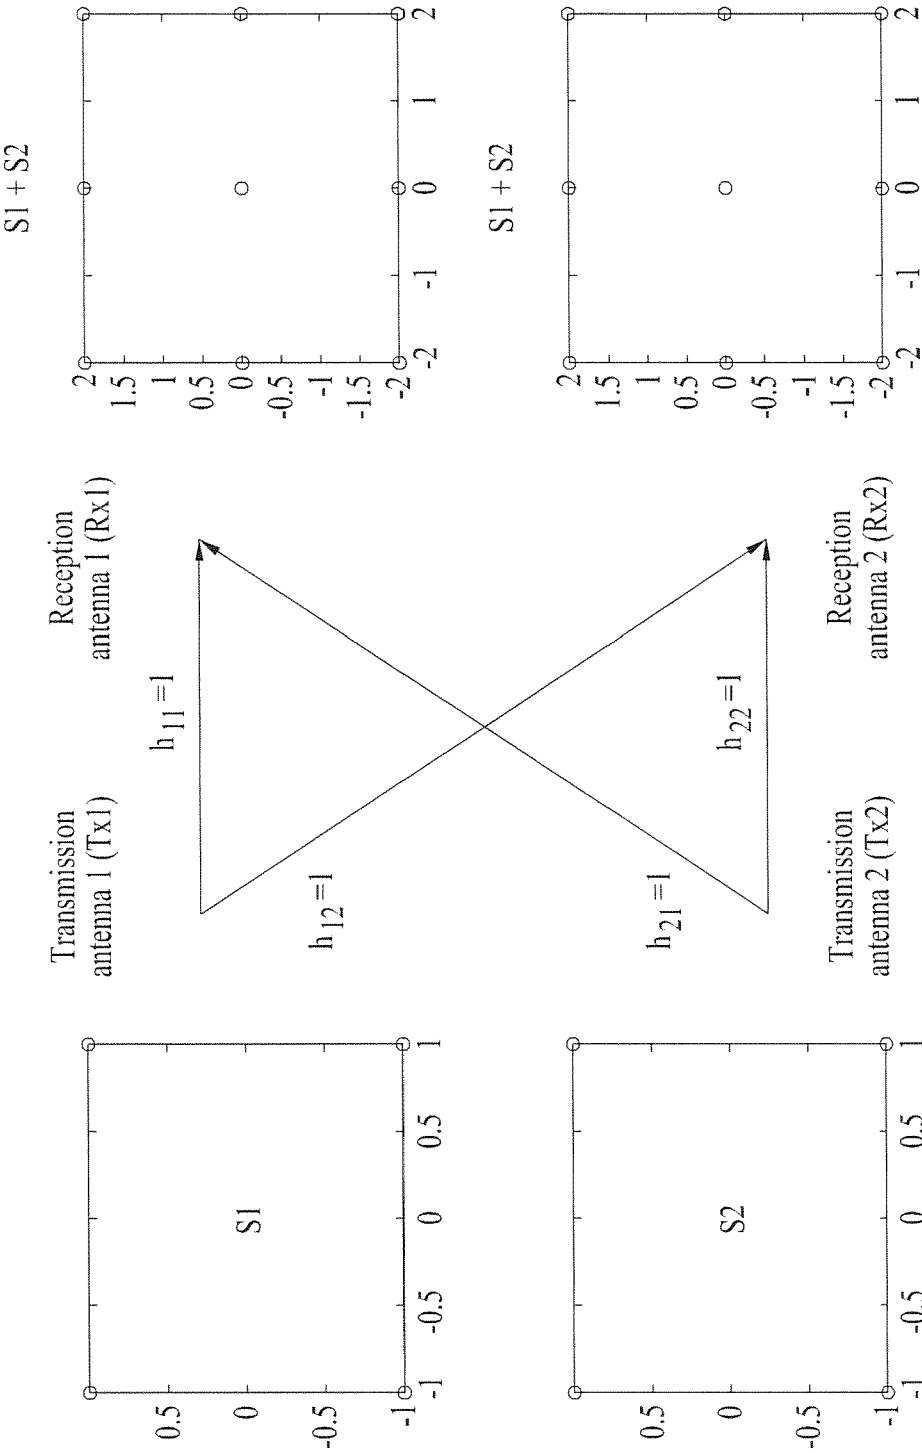 S1 + S2
2
1.5
1
0.5
0
-0.5
-1
-1.5
-2
-2
-1
0
1
2
S1 + S2
2
1.5
1
0.5
0
-0.5
-1
-1.5
-2
-2
-1
0
1
2
Reception
antenna 1 (Rx1)
Transmission
antenna 1 (Tx1)
h11=1
h12=1
h21=1
h22=1
Reception
antenna 2 (Rx2)
Transmission
antenna 2 (Tx2)
S1
0.5
0
-0.5
-1
-1
-0.5
0
0.5
1
S2
0.5
0
-0.5
-1
-1
-0.5
0
0.5
1